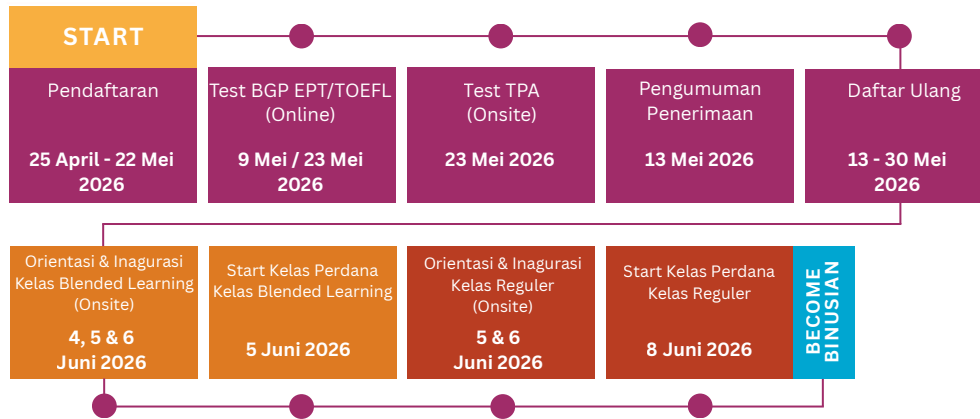 START
Pendaftaran
25 April - 22 Mei
2026
Test BGP EPT/TOEFL
(Online)
9 Mei / 23 Mei
2026
Test TPA
(Onsite)
23 Mei 2026
Pengumuman
Penerimaan
13 Mei 2026
Daftar Ulang
13 - 30 Mei
2026
Orientasi & Inagurasi
Kelas Blended Learning
(Onsite)
4, 5 & 6
Juni 2026
Start Kelas Perdana
Kelas Blended Learning
5 Juni 2026
Orientasi & Inagurasi
Kelas Reguler
(Onsite)
5 & 6
Juni 2026
Start Kelas Perdana
Kelas Reguler
8 Juni 2026
BECOME
BINUSIAN